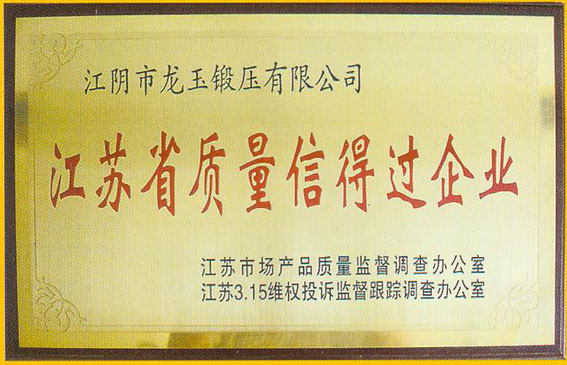 江阴市龙玉锻压有限公司
江苏省质量信得过企业
江苏市场产品质量监督调查办公室
江苏3.15维权投诉监督跟踪调查办公室